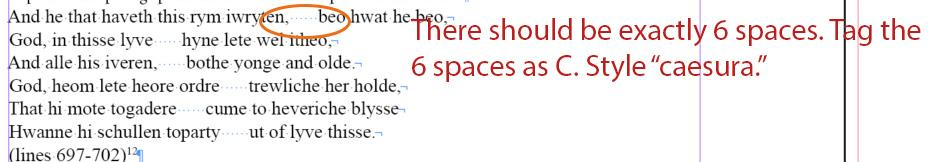 And he that haveth this rym iwryten,······beo hwat he beo,¬
God, in thisse lyve······hyne lete wel itheo,¬
And alle his iveren,······bothe yonge and olde.¬
God, heom lete heore ordre······trewliche her holde,¬
That hi mote togadere······cume to heveriche blysse¬
Hwanne hi schullen toparty······ut of lyve thisse.¬
(lines 697-702)12¶
There should be exactly 6 spaces. Tag the
6 spaces as C. Style “caesura.”